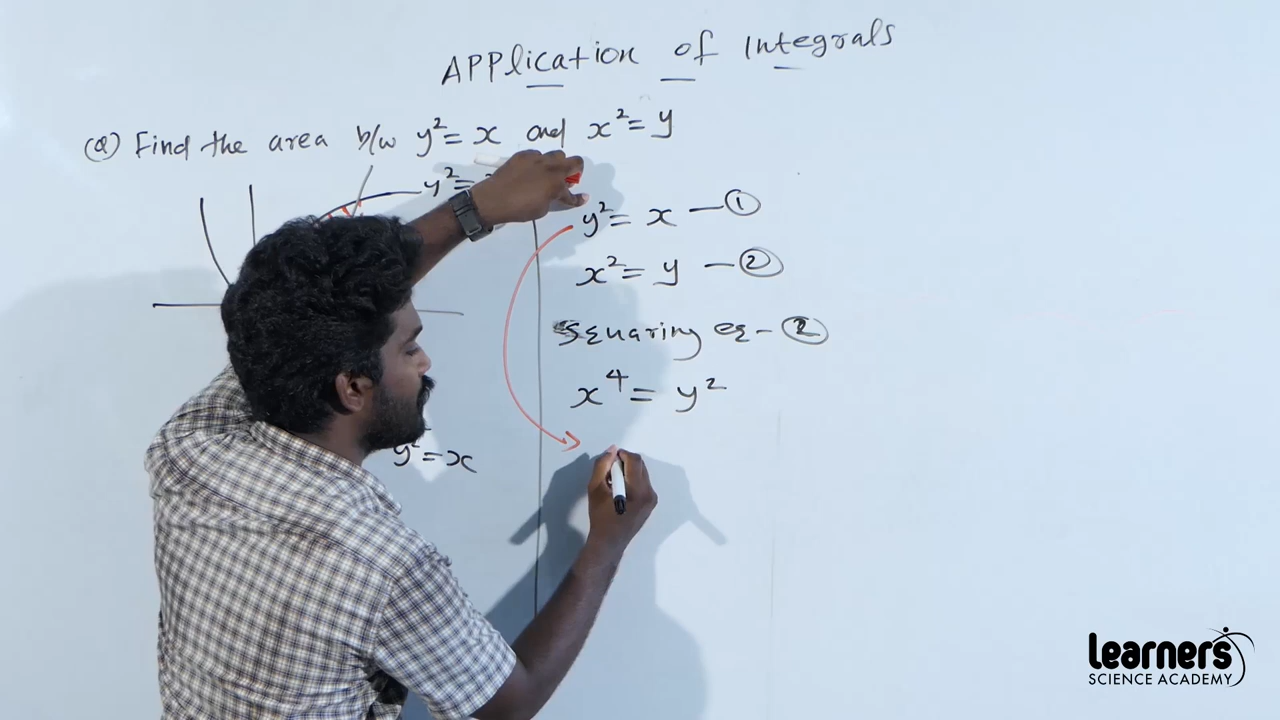 APPlication of Integrals
(Q) Find the area b/w y² = x and x² = y
y² =
y² = x — ①
x² = y — ②
Squaring eq - ②
x⁴ = y²
y² = x
Learners
SCIENCE ACADEMY